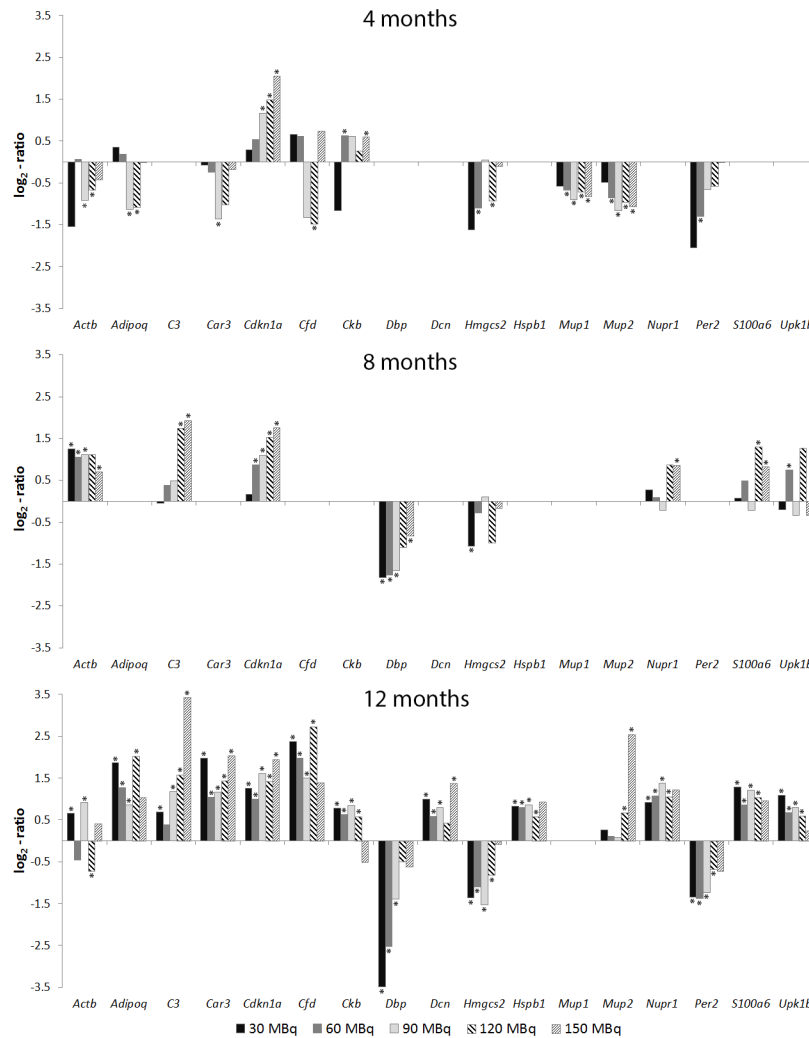 4 months
3.5
2.5
1.5
0.5
-0.5
-1.5
-2.5
-3.5
log2 - ratio
* * * * * * * * * * * * * * * * * * * * * * * * * *
Actb Adipoq C3 Car3 Cdkn1a Cfd Ckb Dbp Dcn Hmgcs2 Hspb1 Mup1 Mup2 Nupr1 Per2 S100a6 Upk1b
8 months
3.5
2.5
1.5
0.5
-0.5
-1.5
-2.5
-3.5
log2 - ratio
Actb Adipoq C3 Car3 Cdkn1a Cfd Ckb Dbp Dcn Hmgcs2 Hspb1 Mup1 Mup2 Nupr1 Per2 S100a6 Upk1b
12 months
3.5
2.5
1.5
0.5
-0.5
-1.5
-2.5
-3.5
log2 - ratio
Actb Adipoq C3 Car3 Cdkn1a Cfd Ckb Dbp Dcn Hmgcs2 Hspb1 Mup1 Mup2 Nupr1 Per2 S100a6 Upk1b
30 MBq 60 MBq 90 MBq 120 MBq 150 MBq